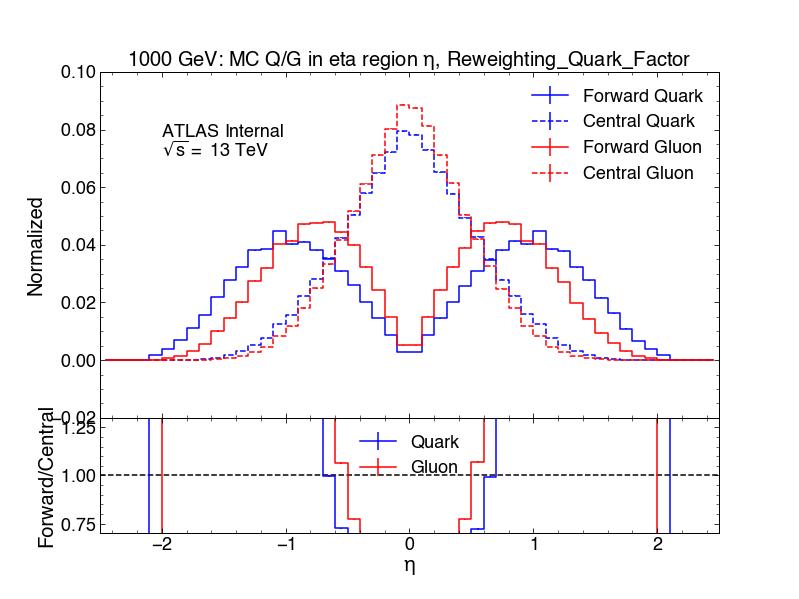 1000 GeV: MC Q/G in eta region η, Reweighting_Quark_Factor
0.10
0.08
0.06
0.04
0.02
0.00
−0.02
Normalized
ATLAS Internal
√s = 13 TeV
Forward Quark
Central Quark
Forward Gluon
Central Gluon
1.25
1.00
0.75
Forward/Central
Quark
Gluon
−2 −1 0 1 2
η